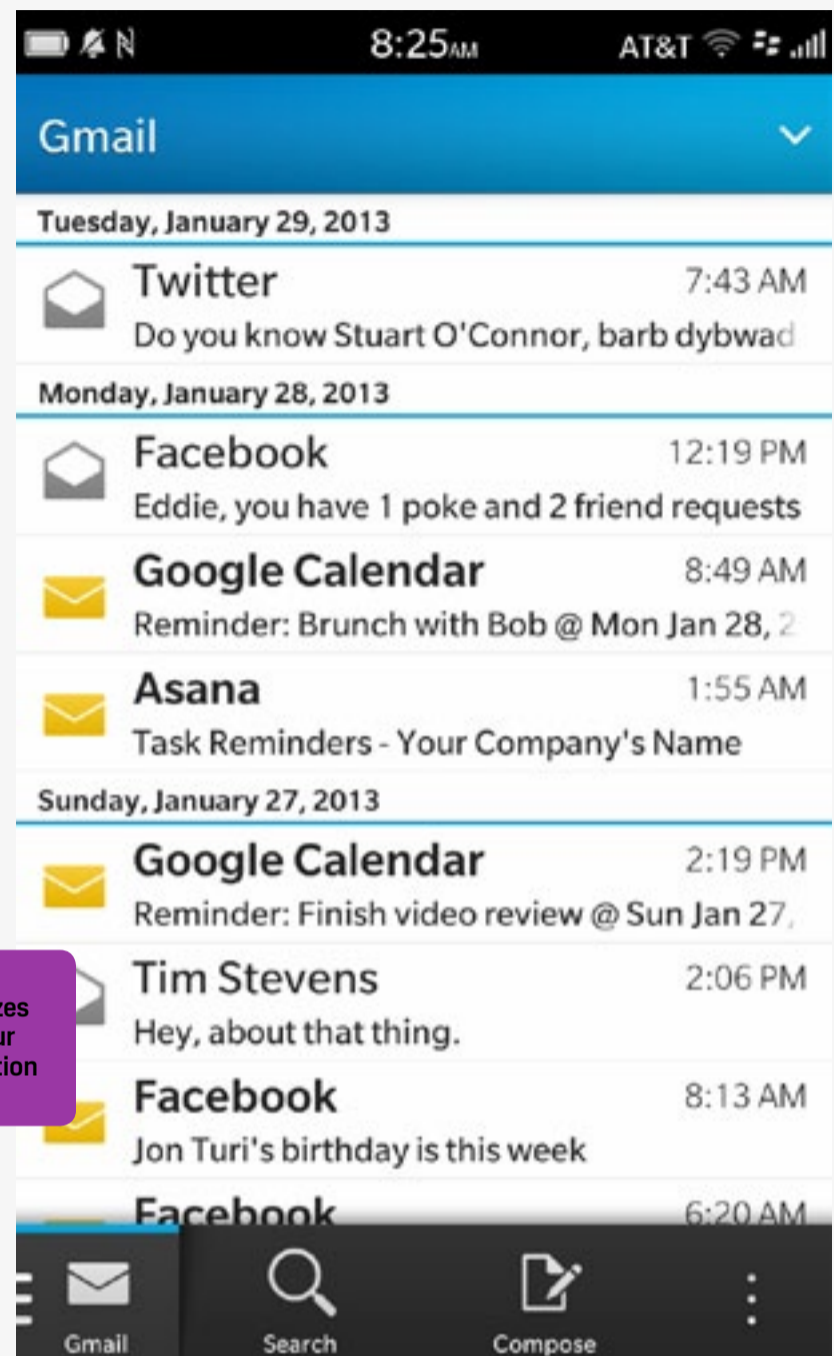 8:25AM AT&T
Gmail
Tuesday, January 29, 2013
Twitter 7:43 AM
Do you know Stuart O'Connor, barb dybwad
Monday, January 28, 2013
Facebook 12:19 PM
Eddie, you have 1 poke and 2 friend requests
Google Calendar 8:49 AM
Reminder: Brunch with Bob @ Mon Jan 28, 2
Asana 1:55 AM
Task Reminders - Your Company's Name
Sunday, January 27, 2013
Google Calendar 2:19 PM
Reminder: Finish video review @ Sun Jan 27,
Tim Stevens 2:06 PM
Hey, about that thing.
Facebook 8:13 AM
Jon Turi's birthday is this week
Facebook 6:20 AM
Gmail Search Compose